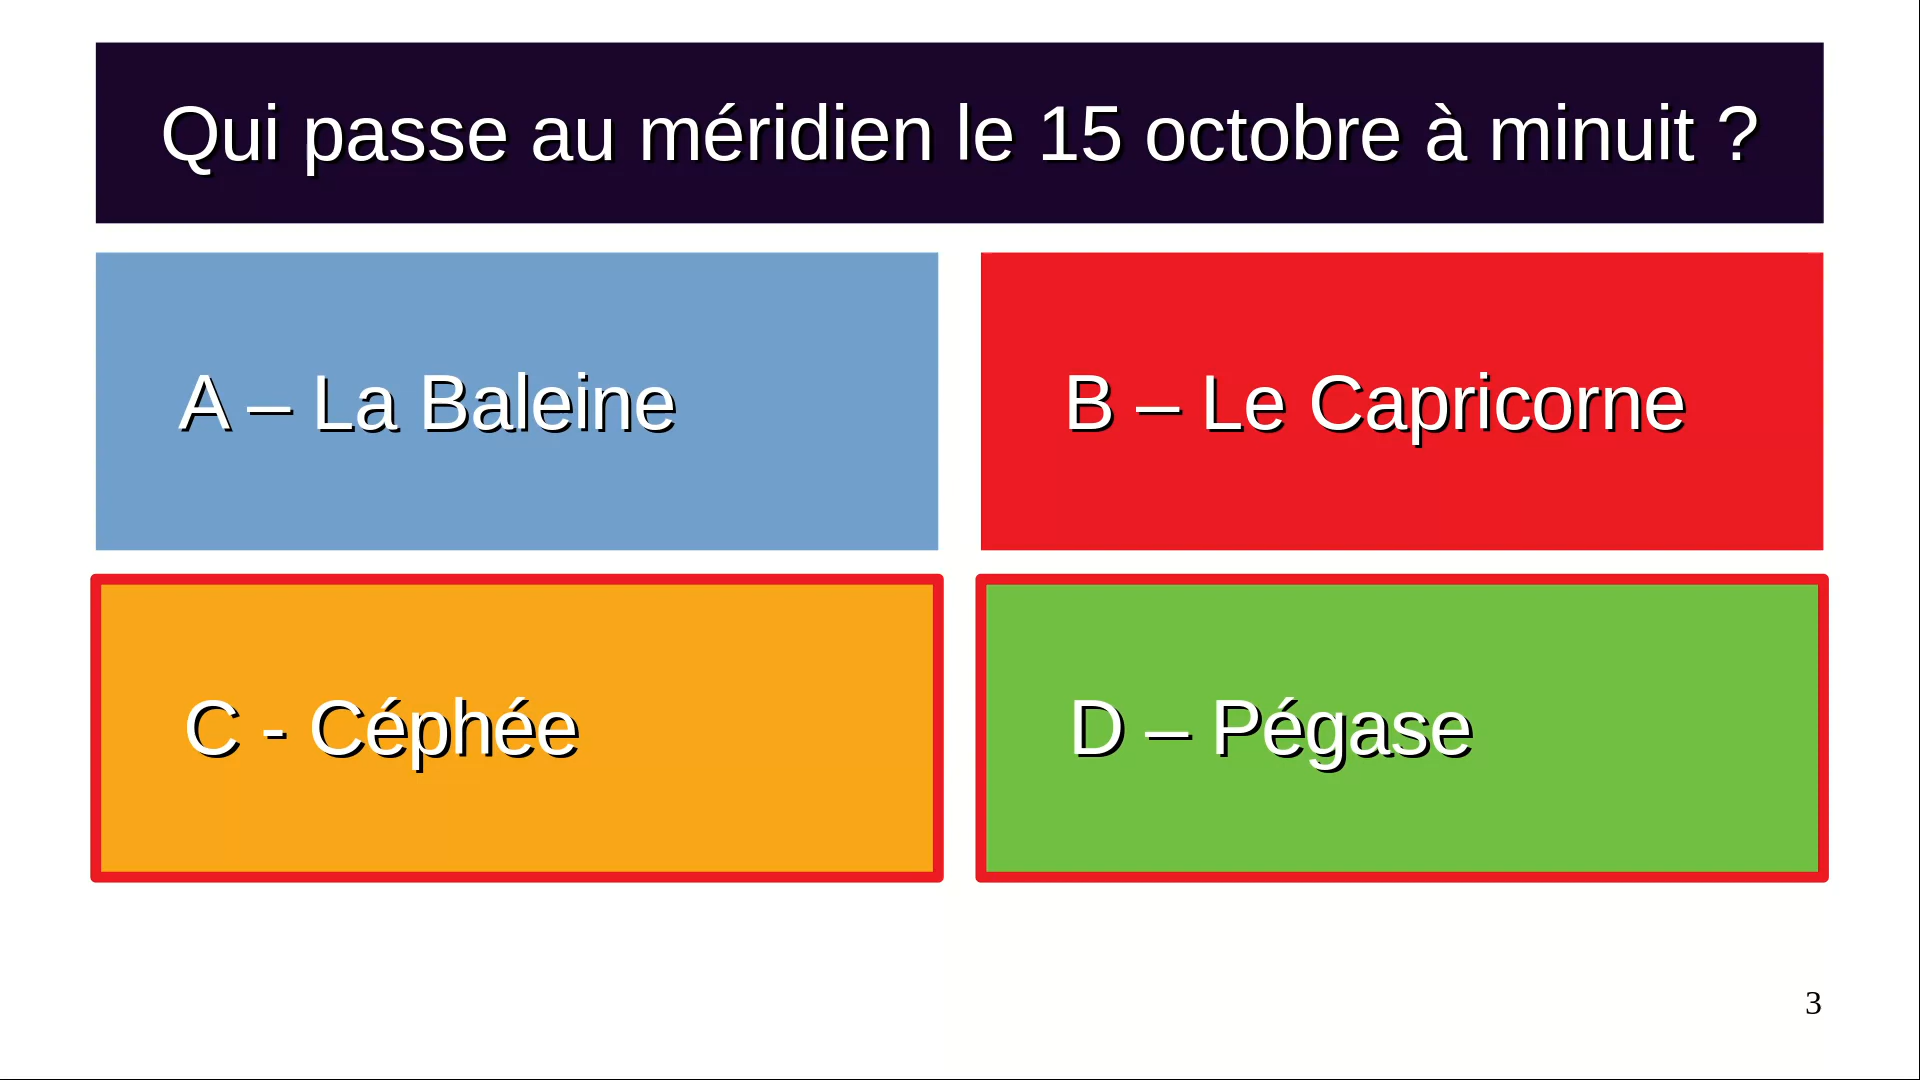 Qui passe au méridien le 15 octobre à minuit ?
A – La Baleine
B – Le Capricorne
C - Céphée
D – Pégase
3